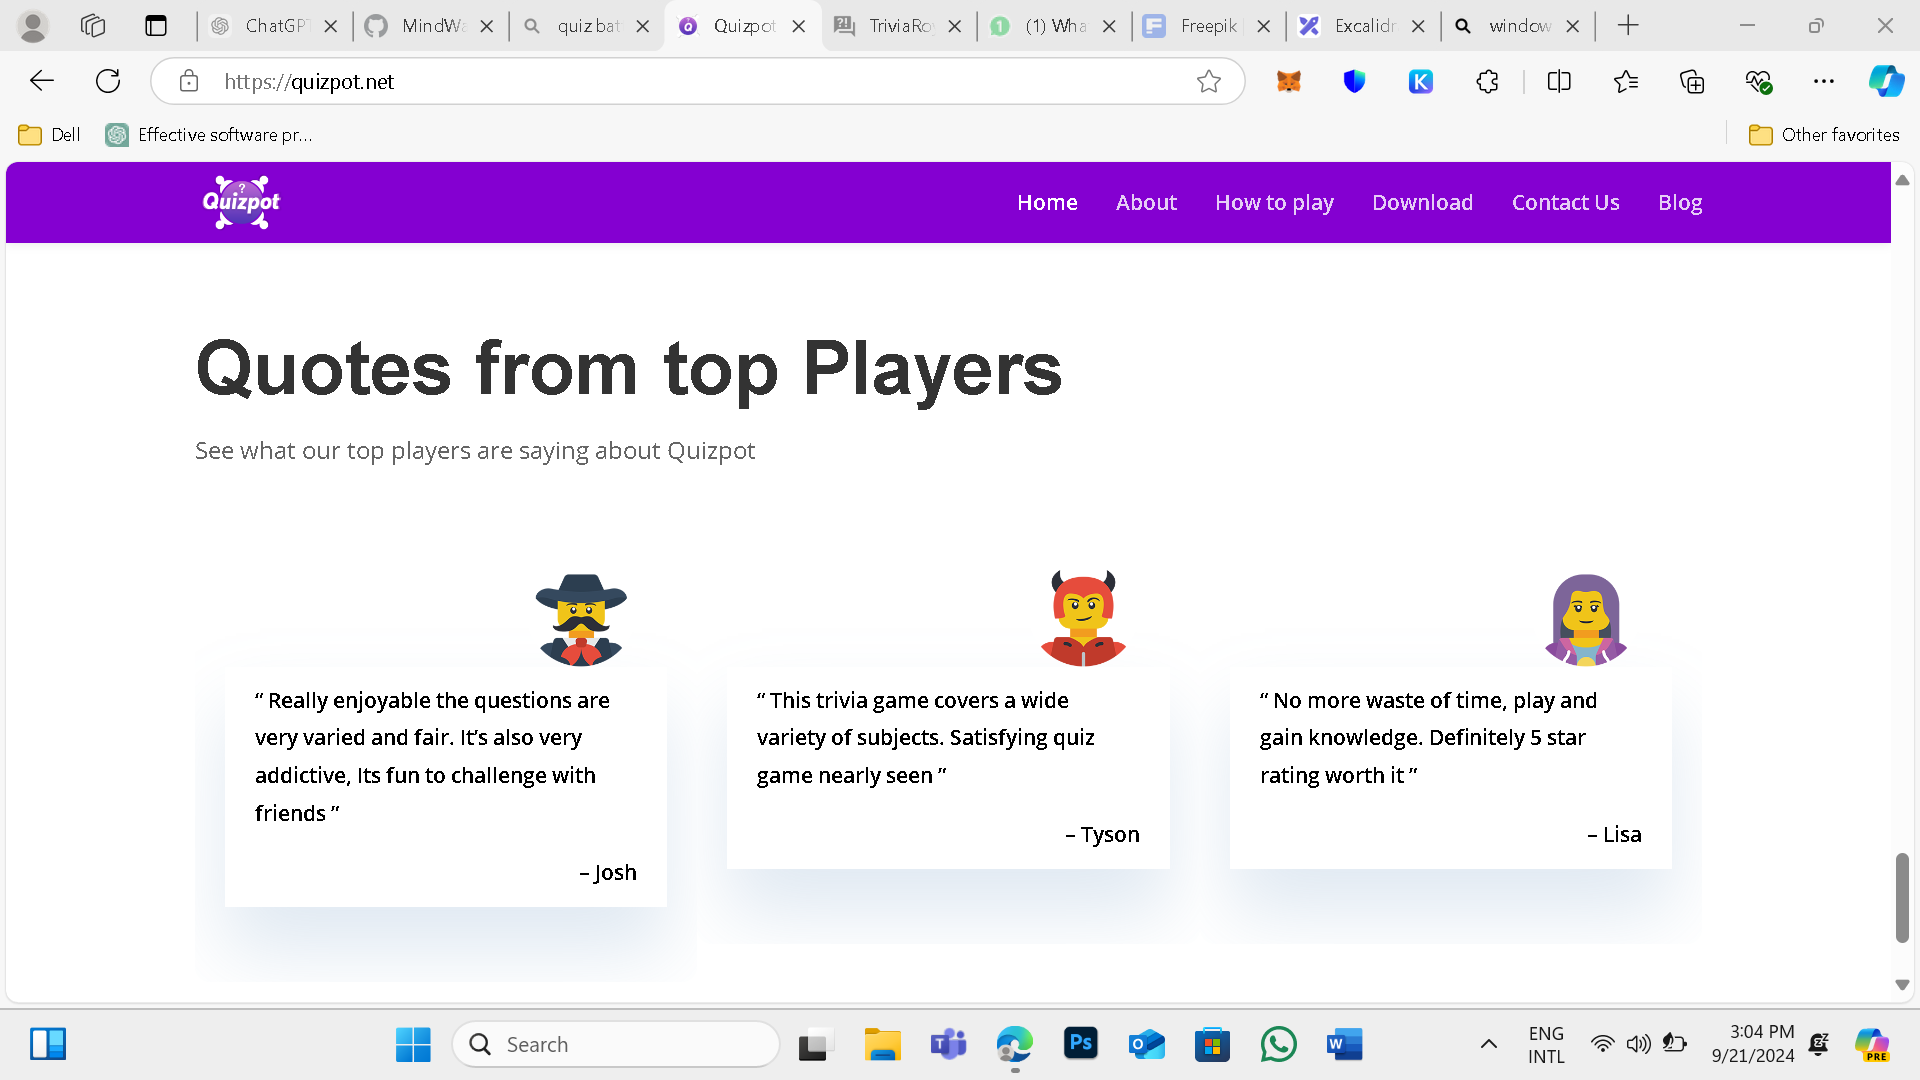 ChatGPT
MindWa
quiz bat
Quizpot
TriviaRo
(1) Wha
Freepik
Excalidr
window
https://quizpot.net
Dell
Effective software pr...
Other favorites
?
Quizpot
Home
About
How to play
Download
Contact Us
Blog
Quotes from top Players
See what our top players are saying about Quizpot
“ Really enjoyable the questions are
very varied and fair. It’s also very
addictive, Its fun to challenge with
friends ”
– Josh
“ This trivia game covers a wide
variety of subjects. Satisfying quiz
game nearly seen ”
– Tyson
“ No more waste of time, play and
gain knowledge. Definitely 5 star
rating worth it ”
– Lisa
Search
ENG
INTL
3:04 PM
9/21/2024
PRE